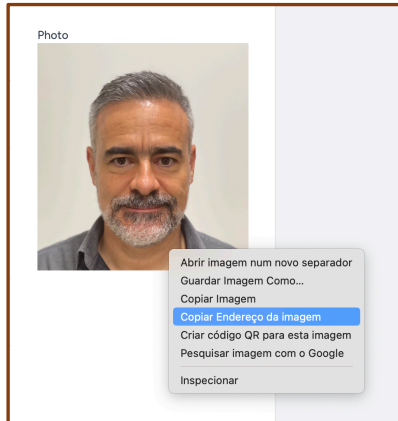 Photo
Abrir imagem num novo separador
Guardar Imagem Como...
Copiar Imagem
Copiar Endereço da imagem
Criar código QR para esta imagem
Pesquisar imagem com o Google
Inspecionar